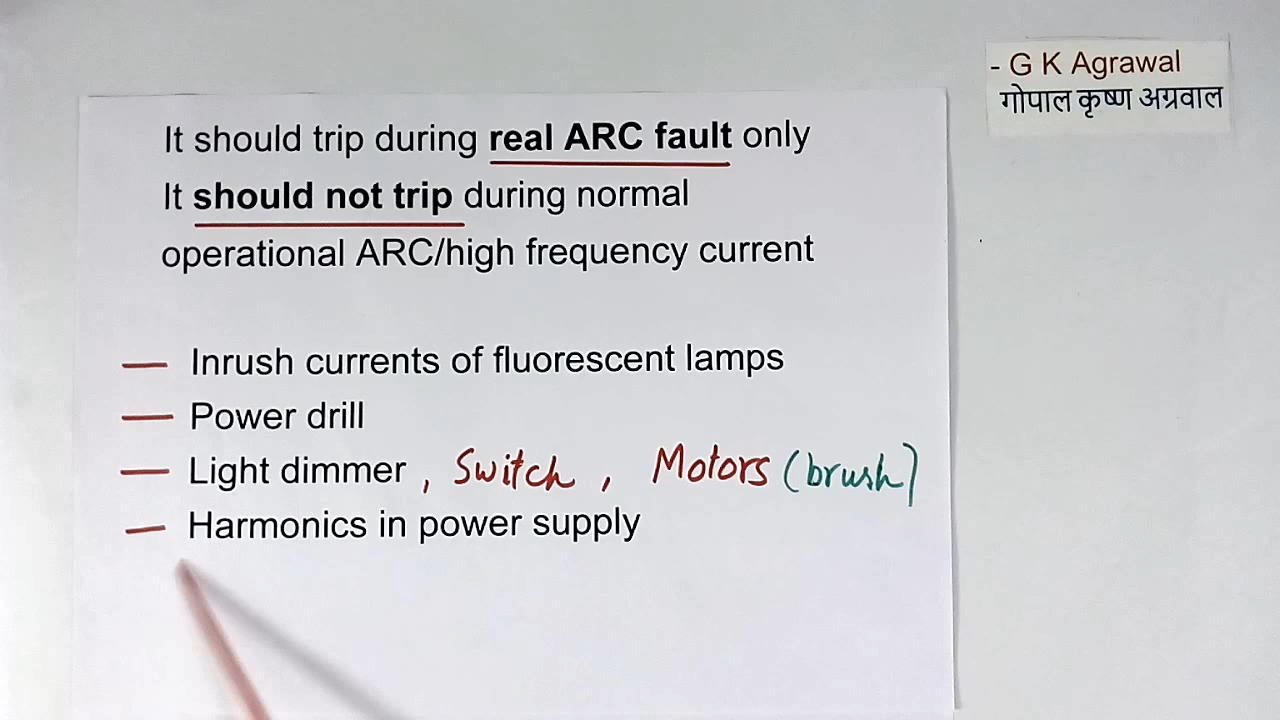 - G K Agrawal
गोपाल कृष्ण अग्रवाल
It should trip during real ARC fault only
It should not trip during normal
operational ARC/high frequency current
— Inrush currents of fluorescent lamps
— Power drill
— Light dimmer , Switch , Motors (brush)
— Harmonics in power supply